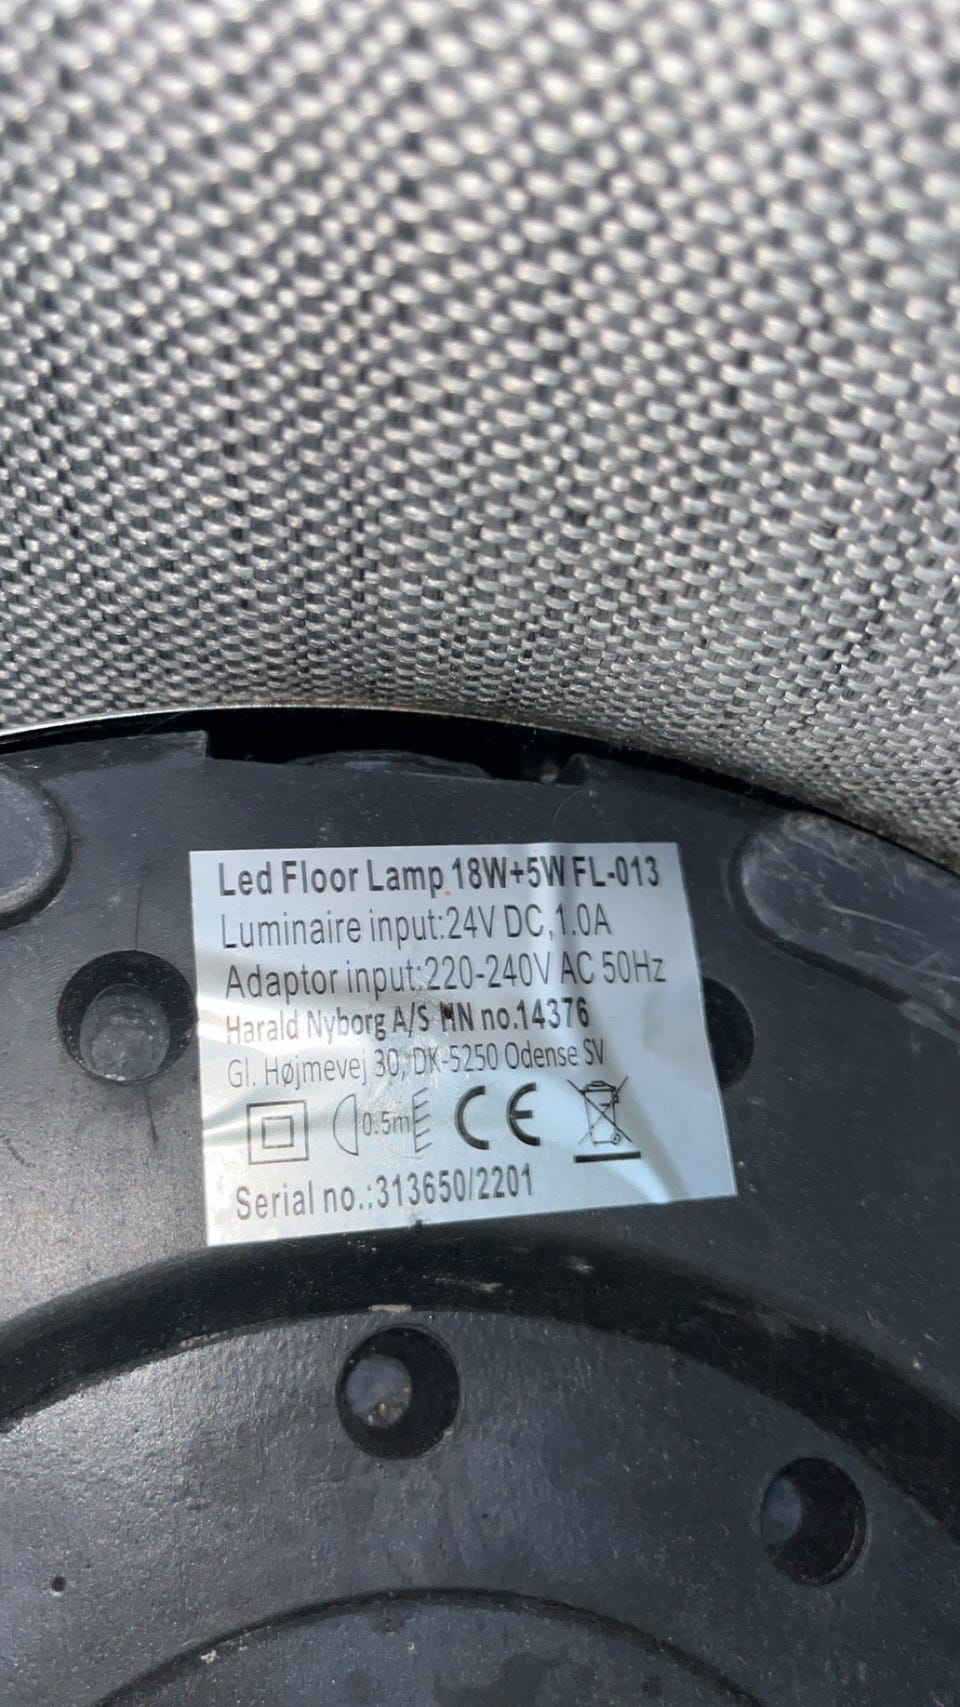 Led Floor Lamp 18W+5W FL-013
Luminaire input:24V DC,1.0A
Adaptor input:220-240V AC 50Hz
Harald Nyborg A/S HN no.14376
Gl. Højmevej 30, DK-5250 Odense SV
0.5m CE
Serial no.:313650/2201